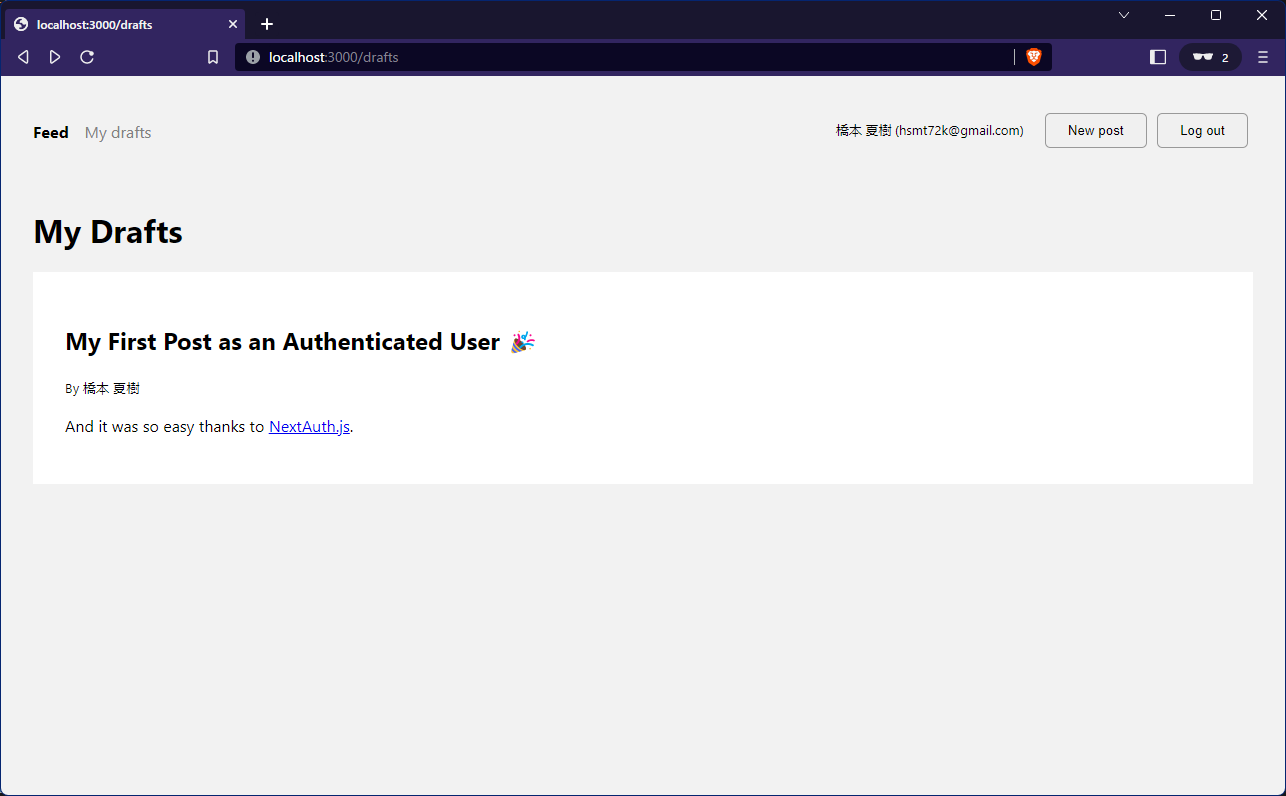 localhost:3000/drafts
localhost:3000/drafts
2
Feed My drafts 橋本 夏樹 (hsmt72k@gmail.com) New post Log out
My Drafts
My First Post as an Authenticated User 🎉
By 橋本 夏樹
And it was so easy thanks to NextAuth.js.